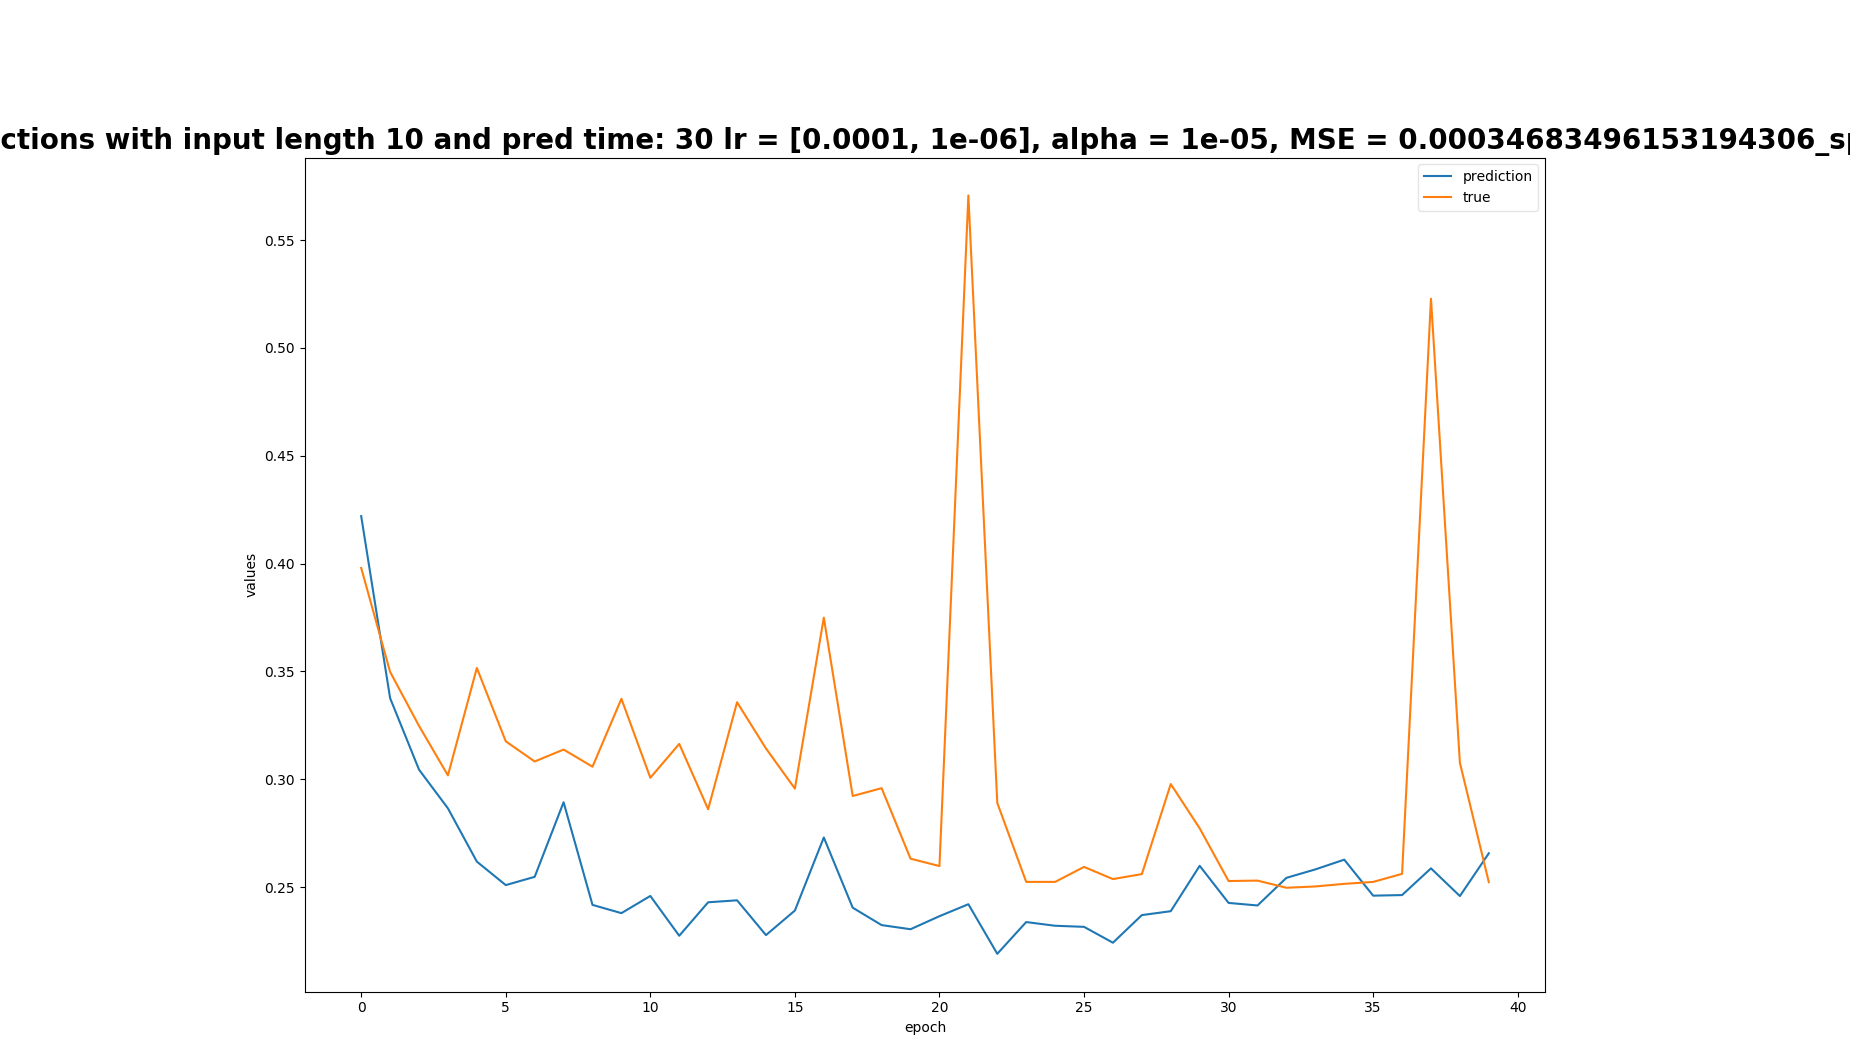 ctions with input length 10 and pred time: 30 lr = [0.0001, 1e-06], alpha = 1e-05, MSE = 0.00034683496153194306_sp
prediction
true
0.55
0.50
0.45
0.40
0.35
0.30
0.25
values
0 5 10 15 20 25 30 35 40
epoch